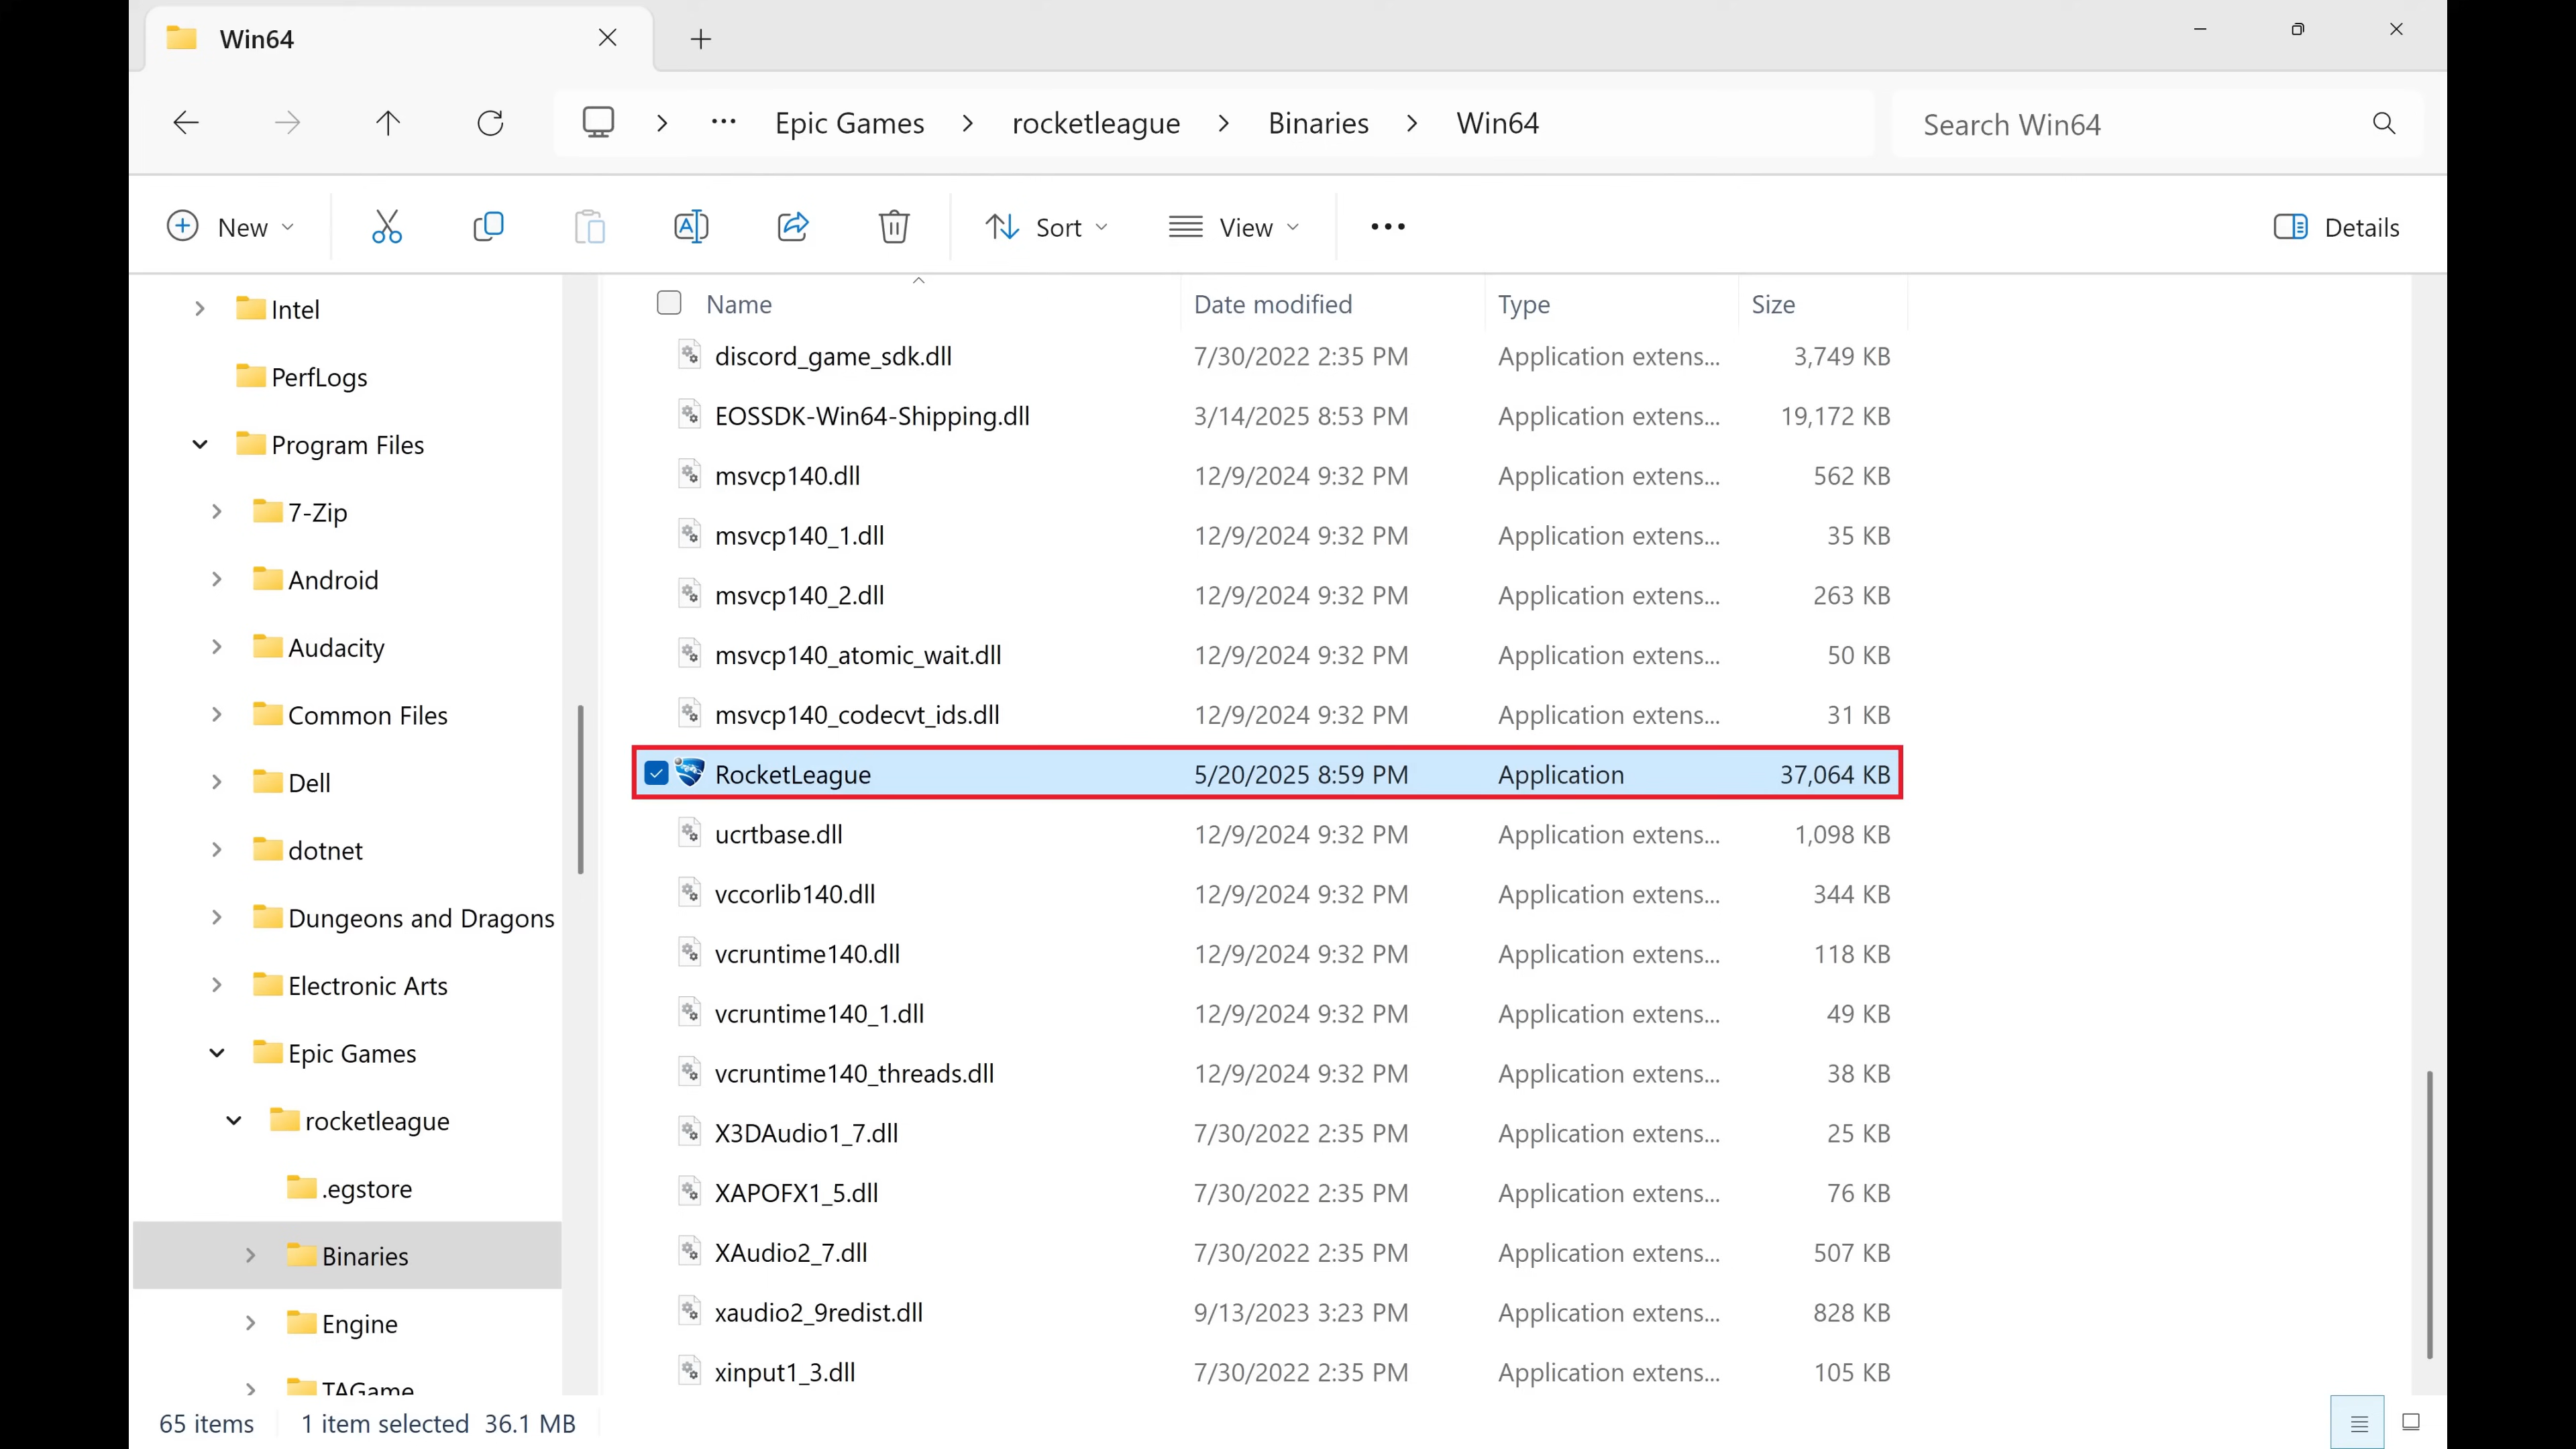 Win64
Epic Games > rocketleague > Binaries > Win64
Search Win64
New
Sort
View
Details
Intel
PerfLogs
Program Files
7-Zip
Android
Audacity
Common Files
Dell
dotnet
Dungeons and Dragons
Electronic Arts
Epic Games
rocketleague
.egstore
Binaries
Engine
TAGame
Name Date modified Type Size
discord_game_sdk.dll 7/30/2022 2:35 PM Application extens... 3,749 KB
EOSSDK-Win64-Shipping.dll 3/14/2025 8:53 PM Application extens... 19,172 KB
msvcp140.dll 12/9/2024 9:32 PM Application extens... 562 KB
msvcp140_1.dll 12/9/2024 9:32 PM Application extens... 35 KB
msvcp140_2.dll 12/9/2024 9:32 PM Application extens... 263 KB
msvcp140_atomic_wait.dll 12/9/2024 9:32 PM Application extens... 50 KB
msvcp140_codecvt_ids.dll 12/9/2024 9:32 PM Application extens... 31 KB
RocketLeague 5/20/2025 8:59 PM Application 37,064 KB
ucrtbase.dll 12/9/2024 9:32 PM Application extens... 1,098 KB
vccorlib140.dll 12/9/2024 9:32 PM Application extens... 344 KB
vcruntime140.dll 12/9/2024 9:32 PM Application extens... 118 KB
vcruntime140_1.dll 12/9/2024 9:32 PM Application extens... 49 KB
vcruntime140_threads.dll 12/9/2024 9:32 PM Application extens... 38 KB
X3DAudio1_7.dll 7/30/2022 2:35 PM Application extens... 25 KB
XAPOFX1_5.dll 7/30/2022 2:35 PM Application extens... 76 KB
XAudio2_7.dll 7/30/2022 2:35 PM Application extens... 507 KB
xaudio2_9redist.dll 9/13/2023 3:23 PM Application extens... 828 KB
xinput1_3.dll 7/30/2022 2:35 PM Application extens... 105 KB
65 items 1 item selected 36.1 MB